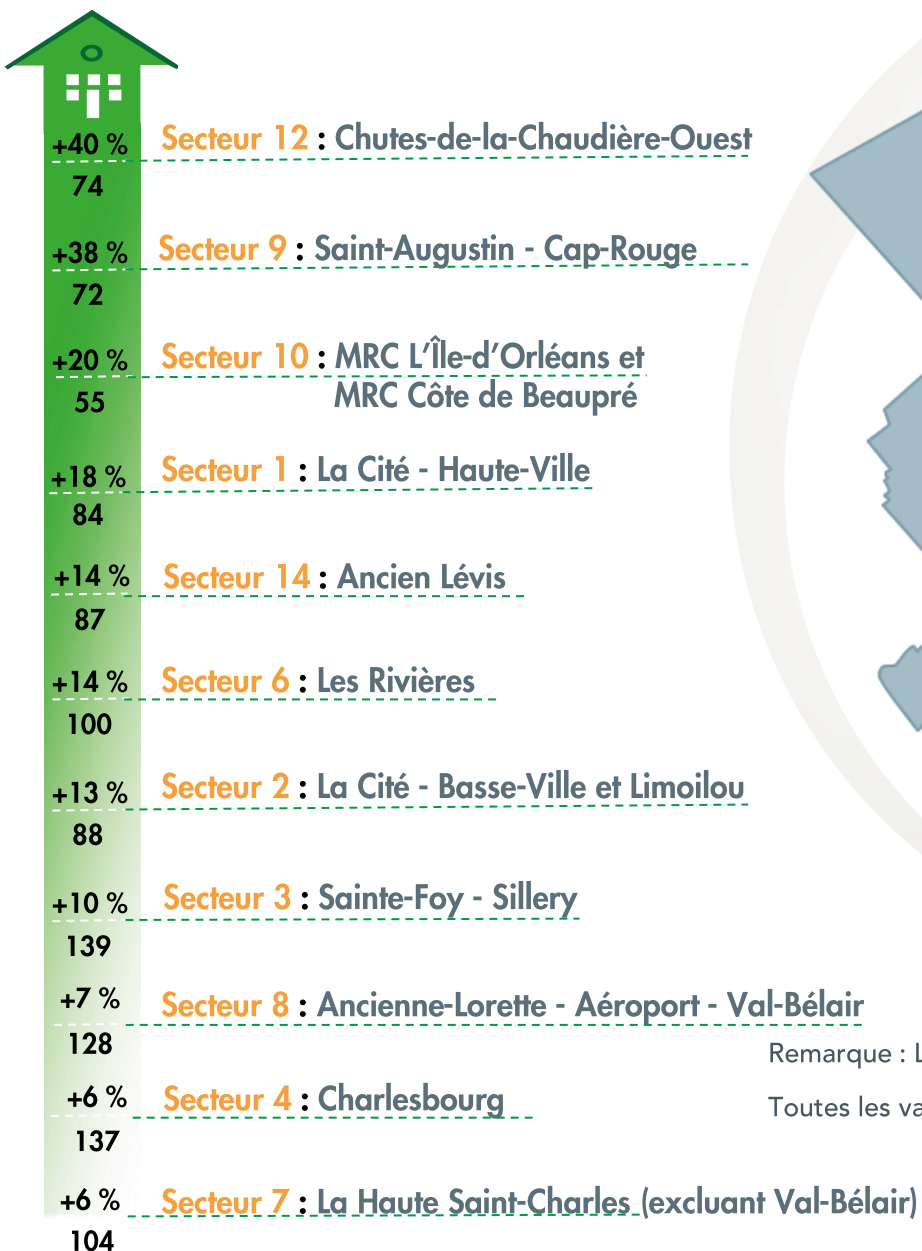 +40 %
Secteur 12 : Chutes-de-la-Chaudière-Ouest
74
+38 %
Secteur 9 : Saint-Augustin - Cap-Rouge
72
+20 %
Secteur 10 : MRC L’Île-d’Orléans et
MRC Côte de Beaupré
55
+18 %
Secteur 1 : La Cité - Haute-Ville
84
+14 %
Secteur 14 : Ancien Lévis
87
+14 %
Secteur 6 : Les Rivières
100
+13 %
Secteur 2 : La Cité - Basse-Ville et Limoilou
88
+10 %
Secteur 3 : Sainte-Foy - Sillery
139
+7 %
Secteur 8 : Ancienne-Lorette - Aéroport - Val-Bélair
128
Remarque :
+6 %
Secteur 4 : Charlesbourg
Toutes les
137
+6 %
Secteur 7 : La Haute Saint-Charles (excluant Val-Bélair)
104